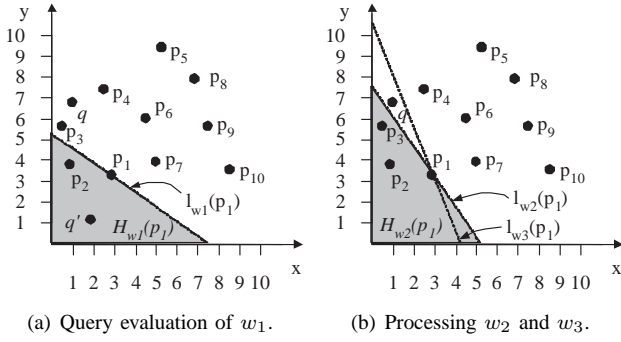 y
10
9
8
7
6
5
4
3
2
1
p5
p8
p4
q
p6
p3
p9
p1
p7
p2
p10
lw1(p1)
q'
Hw1(p1)
x
1 2 3 4 5 6 7 8 9 10
(a) Query evaluation of w1.
y
10
9
8
7
6
5
4
3
2
1
p5
p8
p4
q
p6
p3
p9
p1
p7
p2
p10
lw2(p1)
Hw2(p1)
lw3(p1)
x
1 2 3 4 5 6 7 8 9 10
(b) Processing w2 and w3.